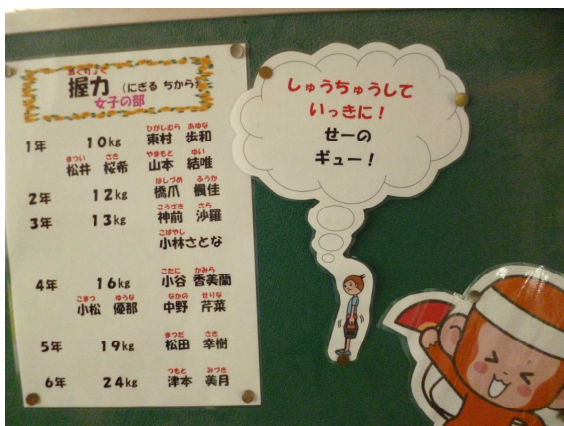 あくりょく
握力 (にぎる ぢから)
女子の部
ひがしむら あゆな
1年 10kg 東村 歩和
まつい ささ やまもと ゆい
松井 桜希 山本 結唯
はしづめ ふうか
2年 12kg 橋爪 楓佳
こうざき さら
3年 13kg 神前 沙羅
こばやし
小林さとな
こたに かみら
4年 16kg 小谷 香美蘭
こまつ ゆうな なかの せりな
小松 優那 中野 芹菜
まつだ さき
5年 19kg 松田 幸樹
つもと みづき
6年 24kg 津本 美月
しゅうちゅうして
いっきに!
せーの
ギュー!